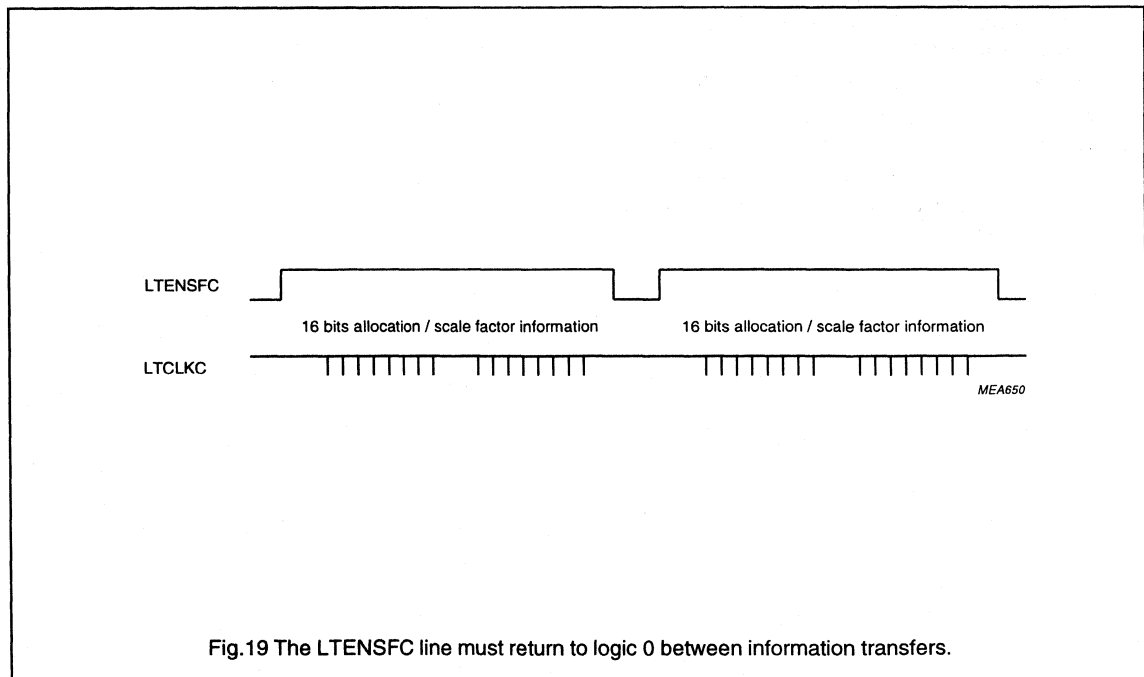 LTENSFC
16 bits allocation / scale factor information 16 bits allocation / scale factor information
LTCLKC
MEA650
Fig.19 The LTENSFC line must return to logic 0 between information transfers.